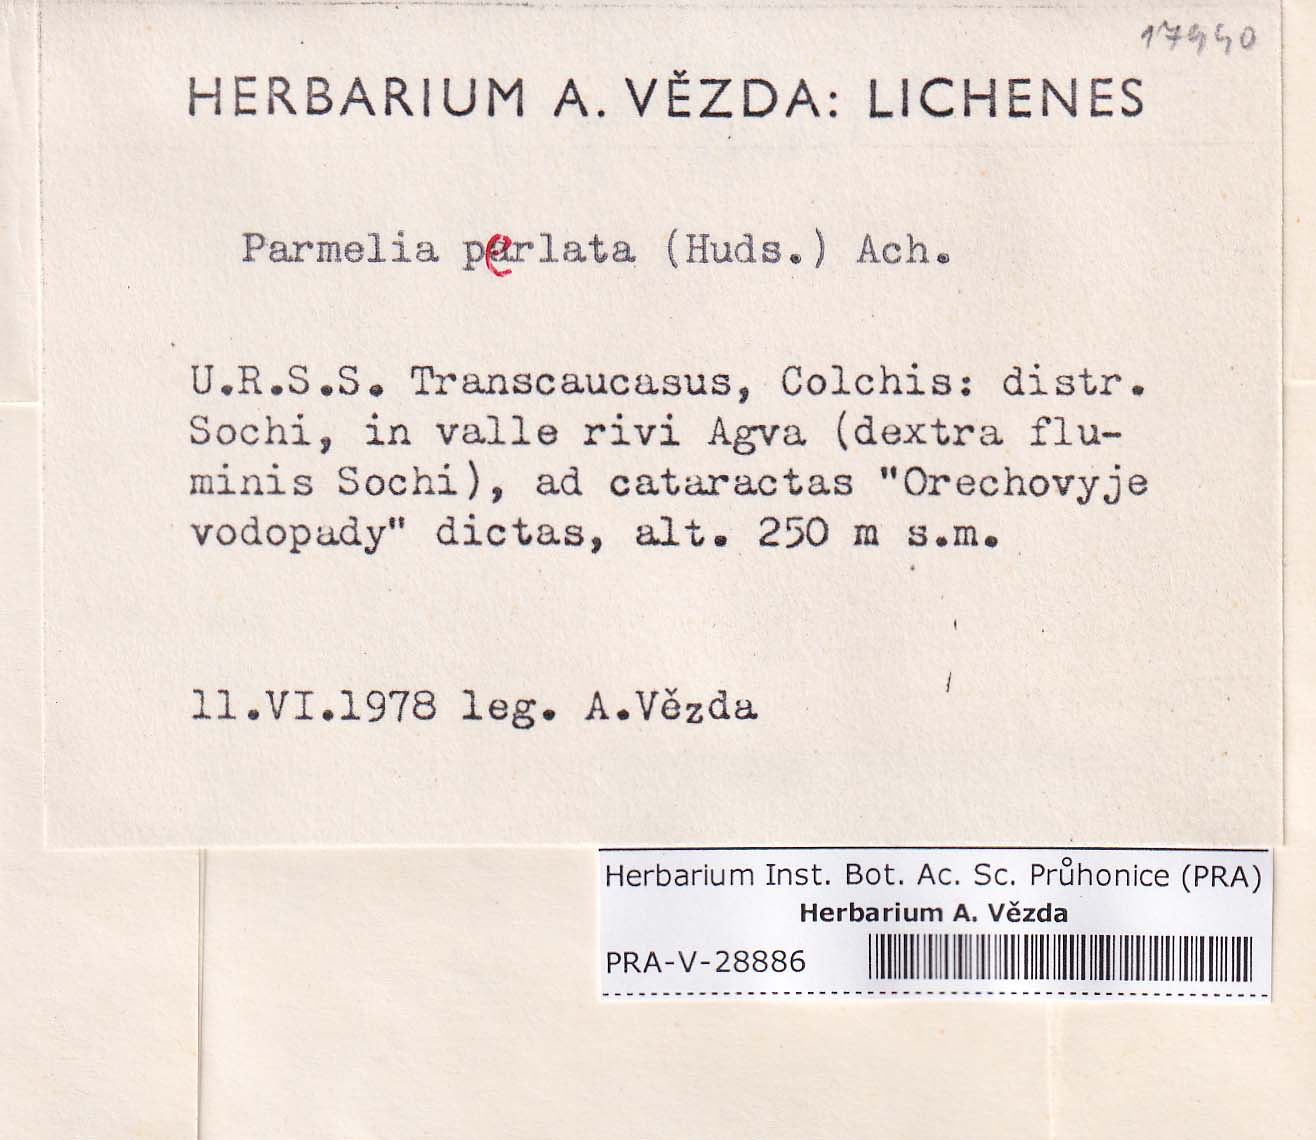 17990
HERBARIUM A. VĚZDA: LICHENES
Parmelia perlata (Huds.) Ach.
U.R.S.S. Transcaucasus, Colchis: distr.
Sochi, in valle rivi Agva (dextra flu-
minis Sochi), ad cataractas "Orechovyje
vodopady" dictas, alt. 250 m s.m.
11.VI.1978 leg. A.Vězda
Herbarium Inst. Bot. Ac. Sc. Průhonice (PRA)
Herbarium A. Vězda
PRA-V-28886